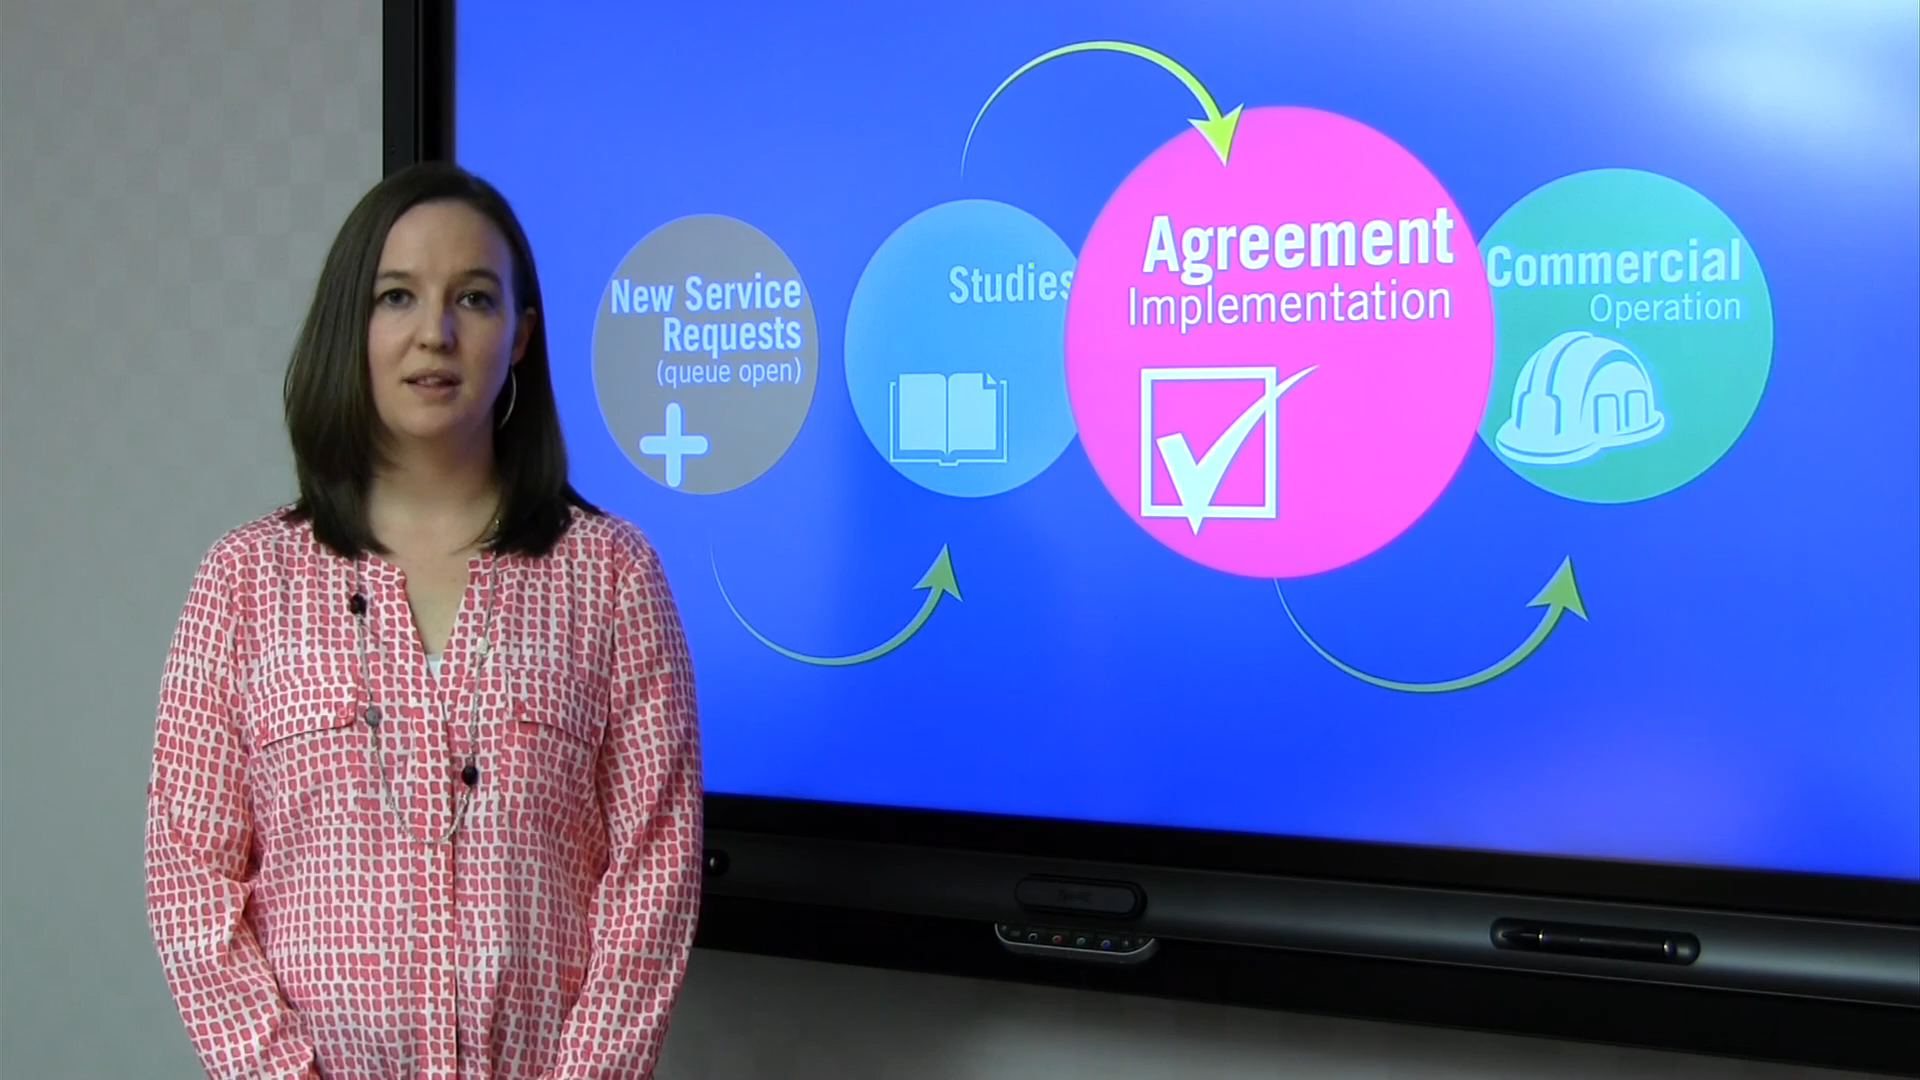 New Service
Requests
(queue open)
Studies
Agreement
Implementation
Commercial
Operation